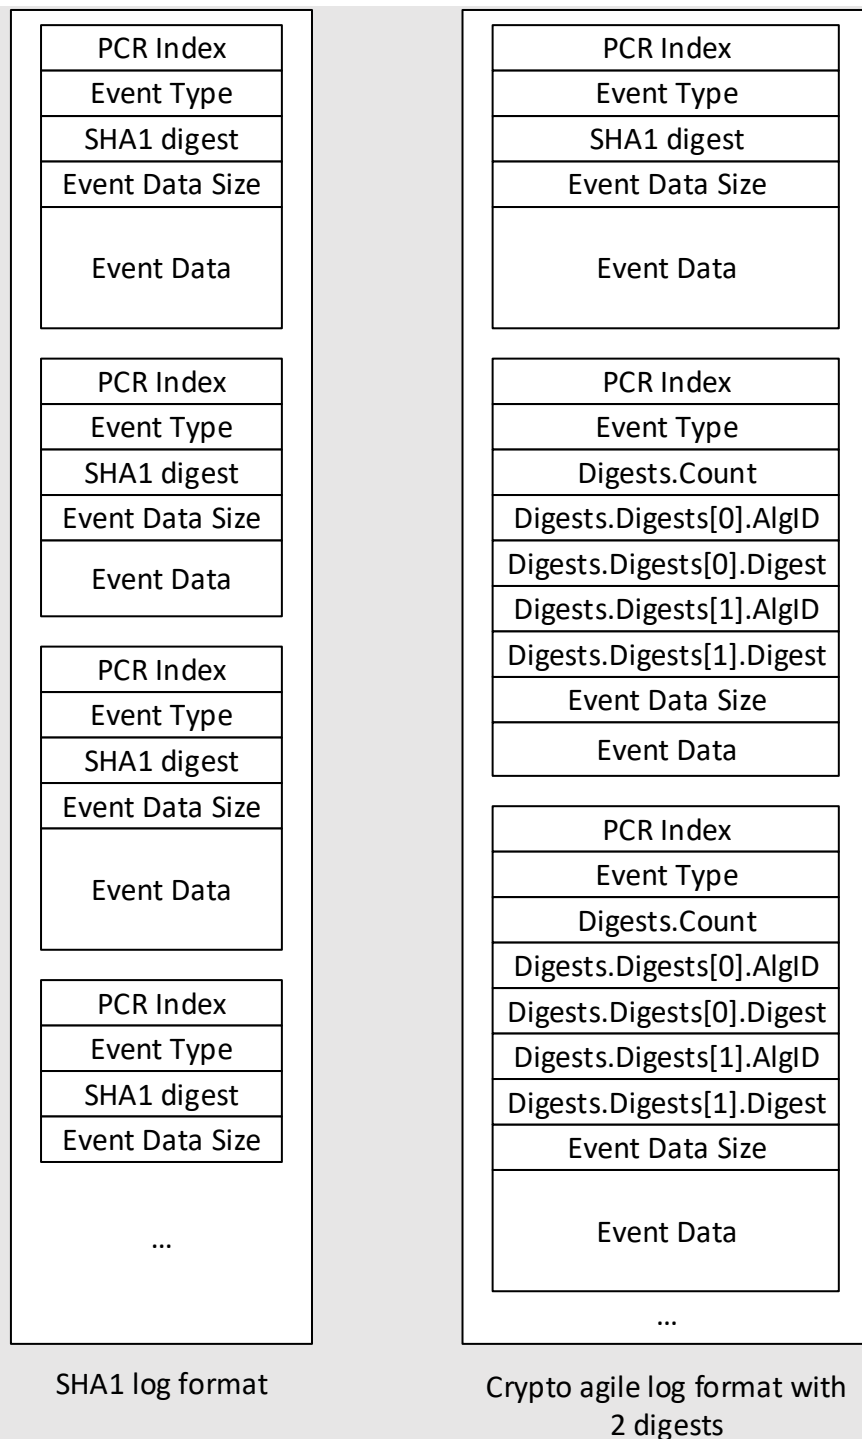 PCR Index
Event Type
SHA1 digest
Event Data Size
Event Data
PCR Index
Event Type
SHA1 digest
Event Data Size
Event Data
PCR Index
Event Type
SHA1 digest
Event Data Size
Event Data
PCR Index
Event Type
SHA1 digest
Event Data Size
...
SHA1 log format
PCR Index
Event Type
SHA1 digest
Event Data Size
Event Data
PCR Index
Event Type
Digests.Count
Digests.Digests[0].AlgID
Digests.Digests[0].Digest
Digests.Digests[1].AlgID
Digests.Digests[1].Digest
Event Data Size
Event Data
PCR Index
Event Type
Digests.Count
Digests.Digests[0].AlgID
Digests.Digests[0].Digest
Digests.Digests[1].AlgID
Digests.Digests[1].Digest
Event Data Size
Event Data
...
Crypto agile log format with
2 digests